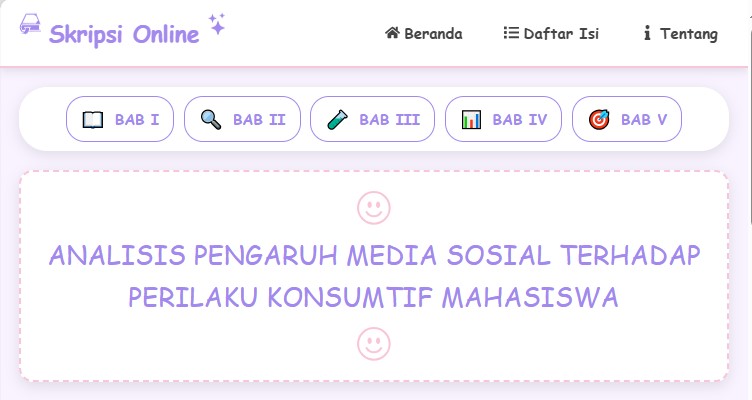 Skripsi Online
Beranda
Daftar Isi
Tentang
BAB I
BAB II
BAB III
BAB IV
BAB V
ANALISIS PENGARUH MEDIA SOSIAL TERHADAP
PERILAKU KONSUMTIF MAHASISWA